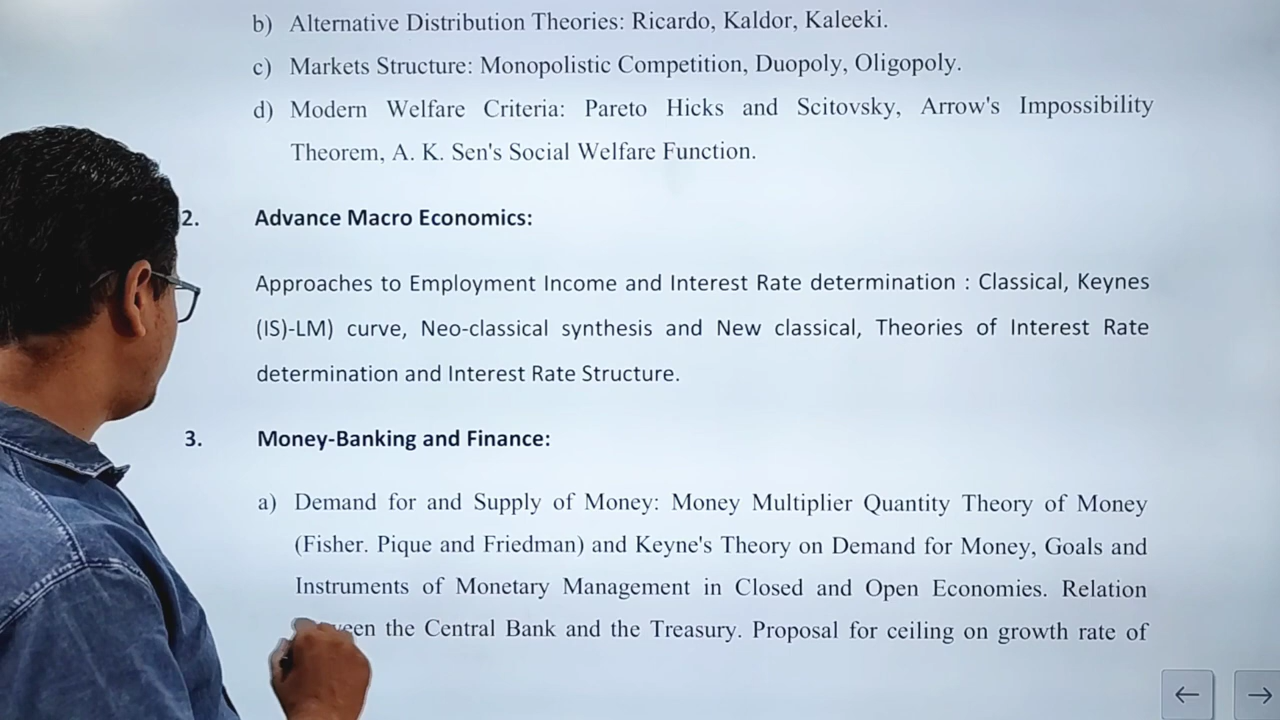 b) Alternative Distribution Theories: Ricardo, Kaldor, Kaleeki.
c) Markets Structure: Monopolistic Competition, Duopoly, Oligopoly.
d) Modern Welfare Criteria: Pareto Hicks and Scitovsky, Arrow's Impossibility
Theorem, A. K. Sen's Social Welfare Function.
2. Advance Macro Economics:
Approaches to Employment Income and Interest Rate determination : Classical, Keynes
(IS)-LM) curve, Neo-classical synthesis and New classical, Theories of Interest Rate
determination and Interest Rate Structure.
3. Money-Banking and Finance:
a) Demand for and Supply of Money: Money Multiplier Quantity Theory of Money
(Fisher. Pique and Friedman) and Keyne's Theory on Demand for Money, Goals and
Instruments of Monetary Management in Closed and Open Economies. Relation
the Central Bank and the Treasury. Proposal for ceiling on growth rate of